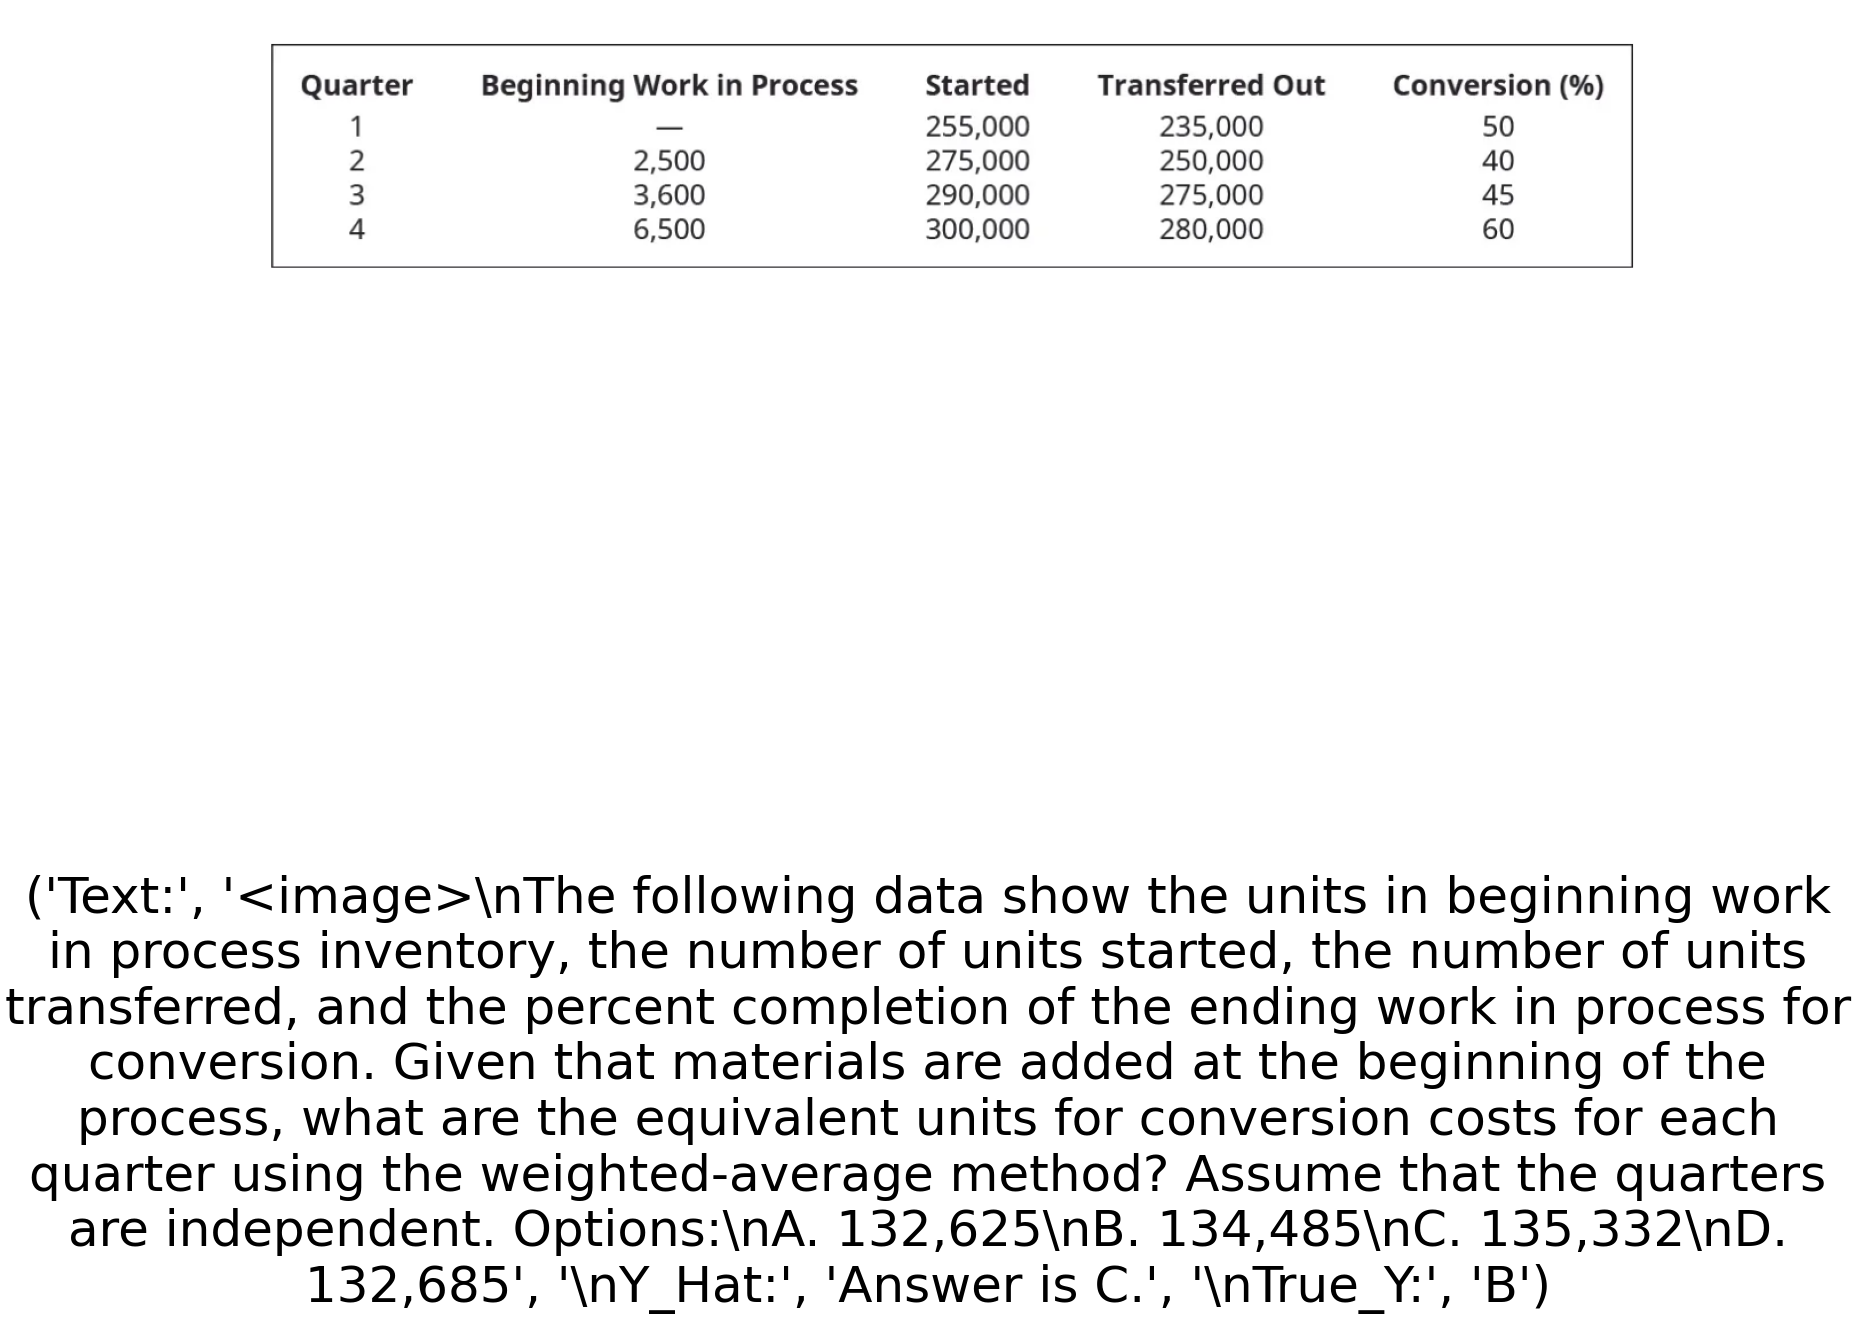 Quarter Beginning Work in Process Started Transferred Out Conversion (%)
1 — 255,000 235,000 50
2 2,500 275,000 250,000 40
3 3,600 290,000 275,000 45
4 6,500 300,000 280,000 60
('Text:', '<image>\nThe following data show the units in beginning work
in process inventory, the number of units started, the number of units
transferred, and the percent completion of the ending work in process for
conversion. Given that materials are added at the beginning of the
process, what are the equivalent units for conversion costs for each
quarter using the weighted-average method? Assume that the quarters
are independent. Options:\nA. 132,625\nB. 134,485\nC. 135,332\nD.
132,685', '\nY_Hat:', 'Answer is C.', '\nTrue_Y:', 'B')